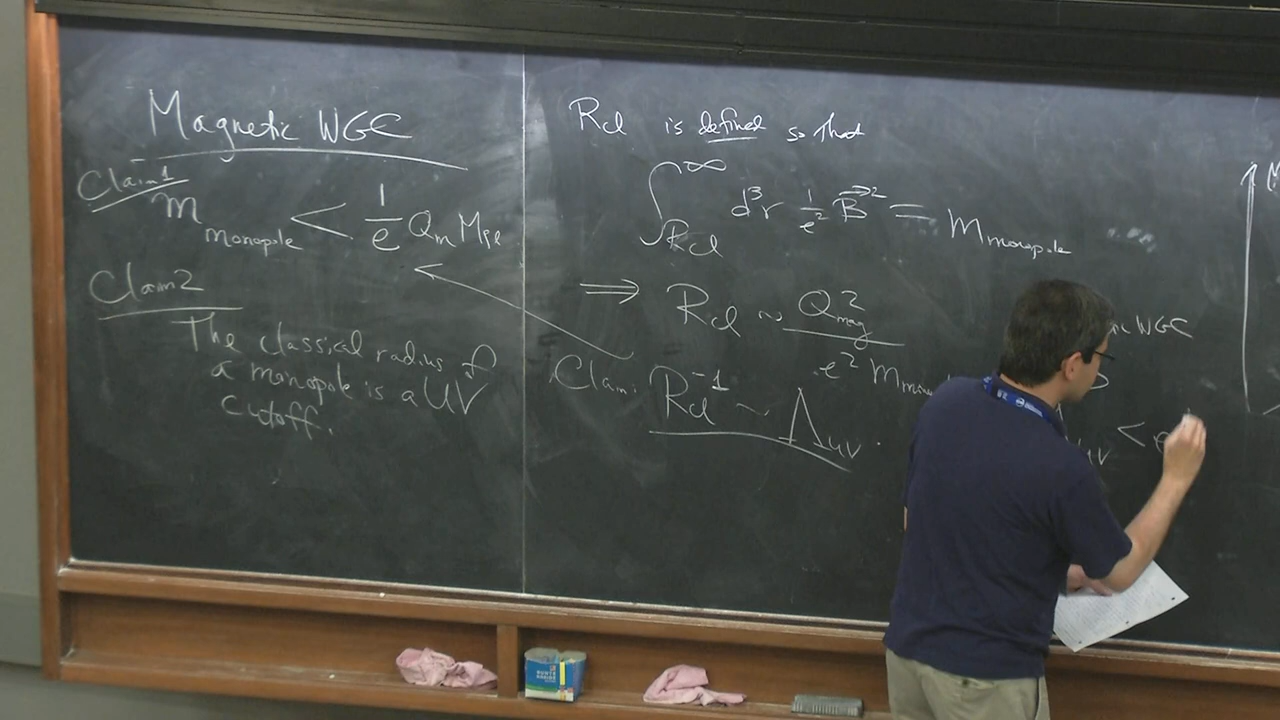 Magnetic WGC
Claim 1
m monopole < 1/e Q_m M_pl
Claim 2
The classical radius of
a monopole is a UV
cutoff.
R_cl is defined so that
∫_{R_cl}^∞ d³r 1/e² B⃗² = m_monopole
⟹ R_cl ~ Q²_mag / e² m
Claim: R_cl⁻¹ ~ Λ_UV.
WGC
UV < e